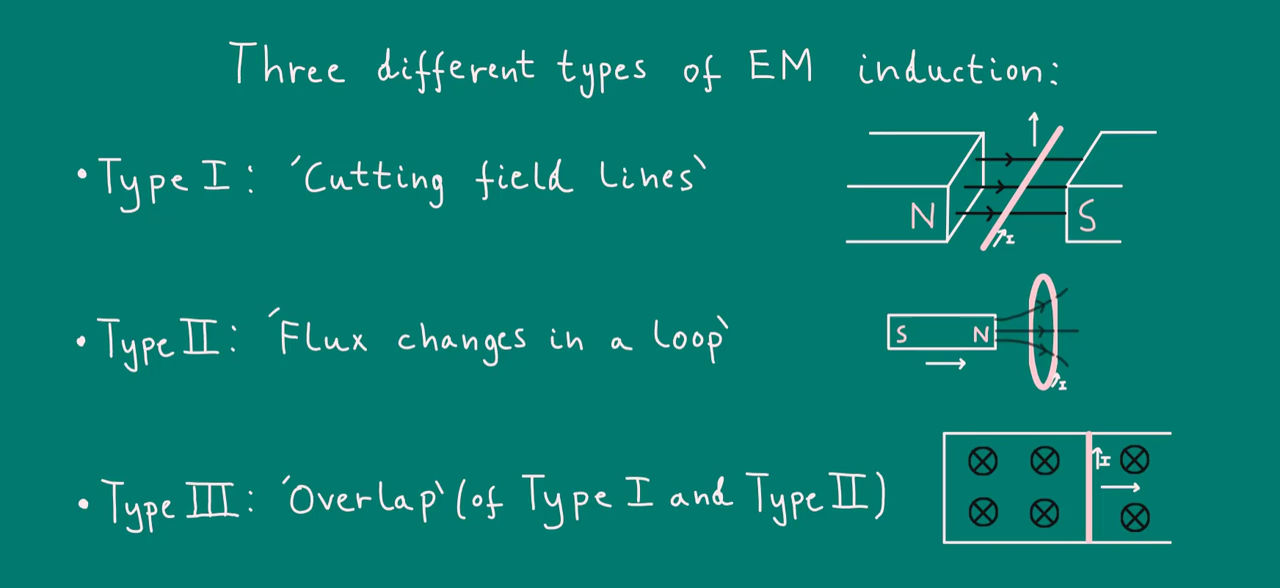 Three different types of EM induction:
• Type I: ´Cutting field lines`
N S
I
• Type II: ´Flux changes in a loop`
S N
I
• Type III: ´Overlap` (of Type I and Type II)
I